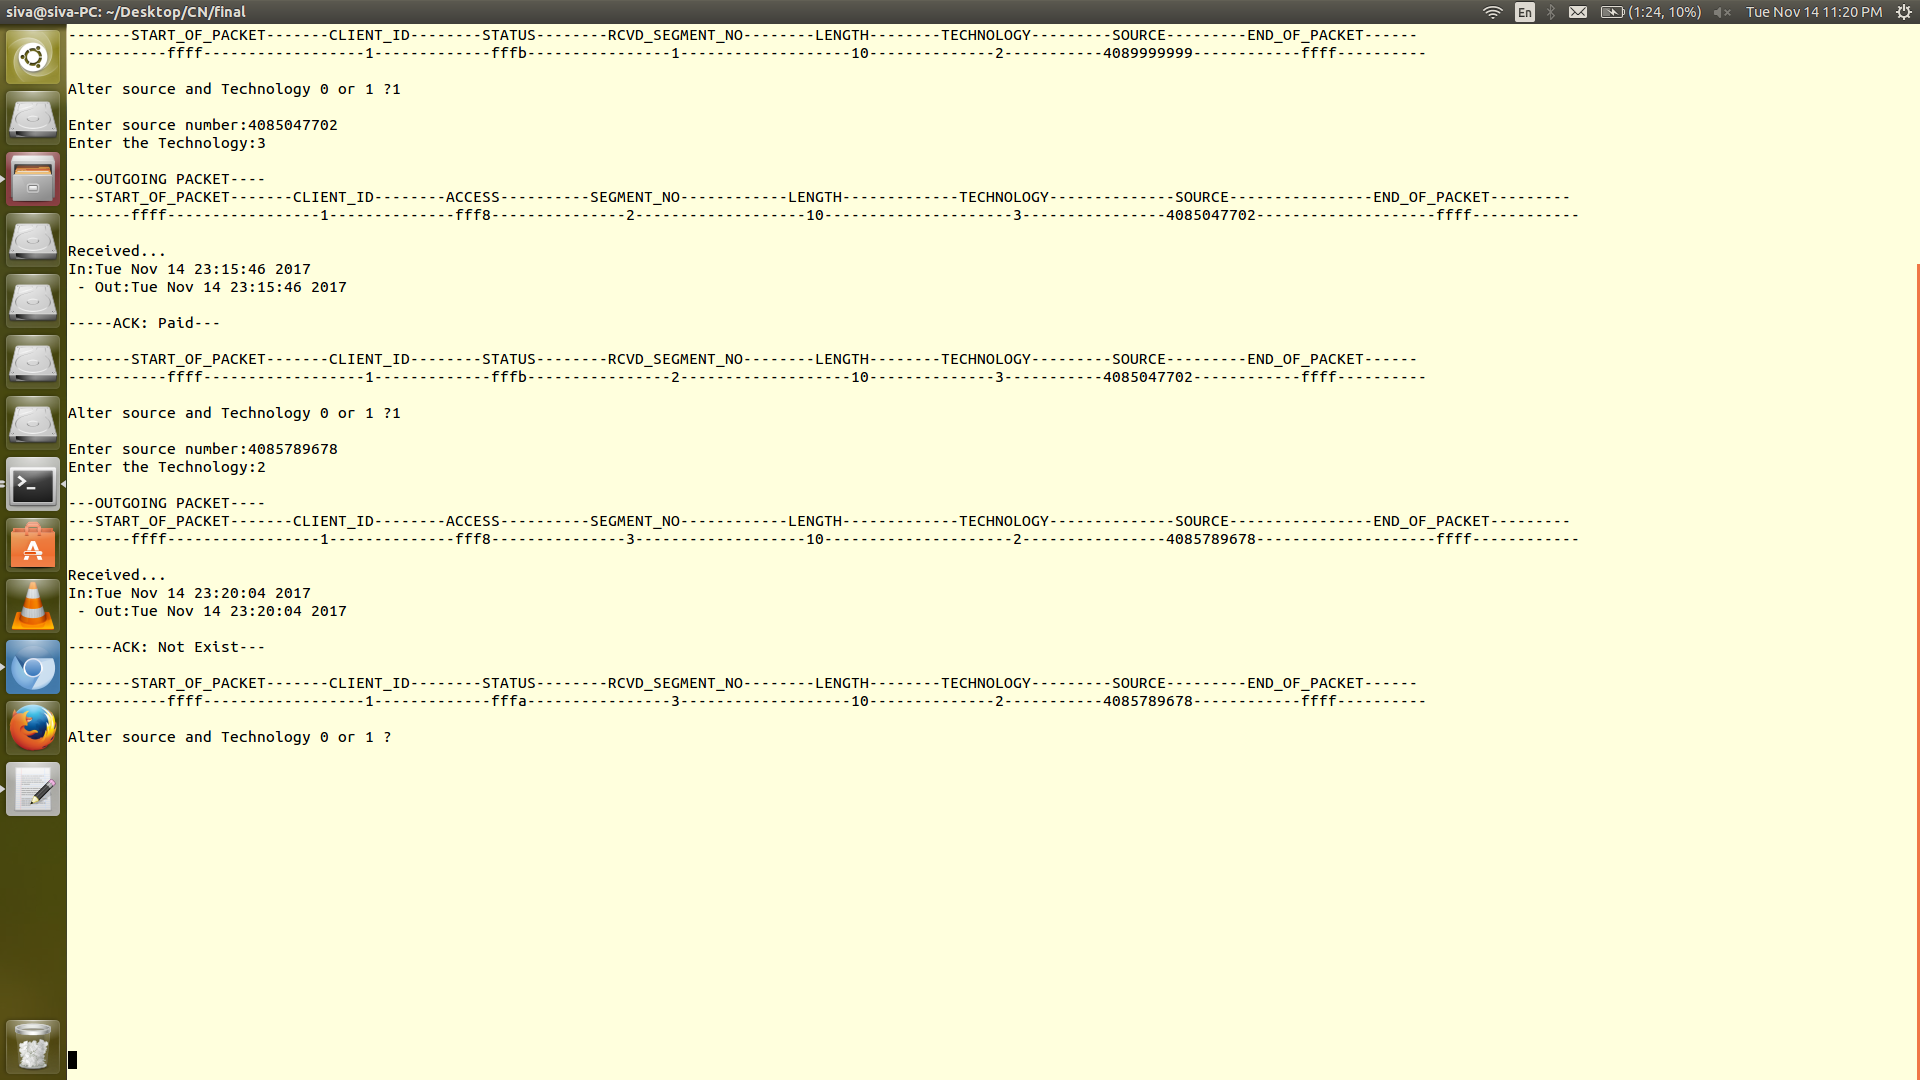 siva@siva-PC: ~/Desktop/CN/final En (1:24, 10%) Tue Nov 14 11:20 PM
-------START_OF_PACKET-------CLIENT_ID--------STATUS--------RCVD_SEGMENT_NO--------LENGTH--------TECHNOLOGY---------SOURCE---------END_OF_PACKET------
-----------ffff------------------1-------------fffb----------------1-------------------10--------------2-----------4089999999------------ffff----------
Alter source and Technology 0 or 1 ?1
Enter source number:4085047702
Enter the Technology:3
---OUTGOING PACKET----
---START_OF_PACKET-------CLIENT_ID--------ACCESS----------SEGMENT_NO------------LENGTH-------------TECHNOLOGY--------------SOURCE----------------END_OF_PACKET---------
-------ffff-----------------1--------------fff8---------------2-------------------10---------------------3----------------4085047702--------------------ffff------------
Received...
In:Tue Nov 14 23:15:46 2017
- Out:Tue Nov 14 23:15:46 2017
-----ACK: Paid---
-------START_OF_PACKET-------CLIENT_ID--------STATUS--------RCVD_SEGMENT_NO--------LENGTH--------TECHNOLOGY---------SOURCE---------END_OF_PACKET------
-----------ffff------------------1-------------fffb----------------2-------------------10--------------3-----------4085047702------------ffff----------
Alter source and Technology 0 or 1 ?1
Enter source number:4085789678
Enter the Technology:2
---OUTGOING PACKET----
---START_OF_PACKET-------CLIENT_ID--------ACCESS----------SEGMENT_NO------------LENGTH-------------TECHNOLOGY--------------SOURCE----------------END_OF_PACKET---------
-------ffff-----------------1--------------fff8---------------3-------------------10---------------------2----------------4085789678--------------------ffff------------
Received...
In:Tue Nov 14 23:20:04 2017
- Out:Tue Nov 14 23:20:04 2017
-----ACK: Not Exist---
-------START_OF_PACKET-------CLIENT_ID--------STATUS--------RCVD_SEGMENT_NO--------LENGTH--------TECHNOLOGY---------SOURCE---------END_OF_PACKET------
-----------ffff------------------1-------------fffa----------------3-------------------10--------------2-----------4085789678------------ffff----------
Alter source and Technology 0 or 1 ?